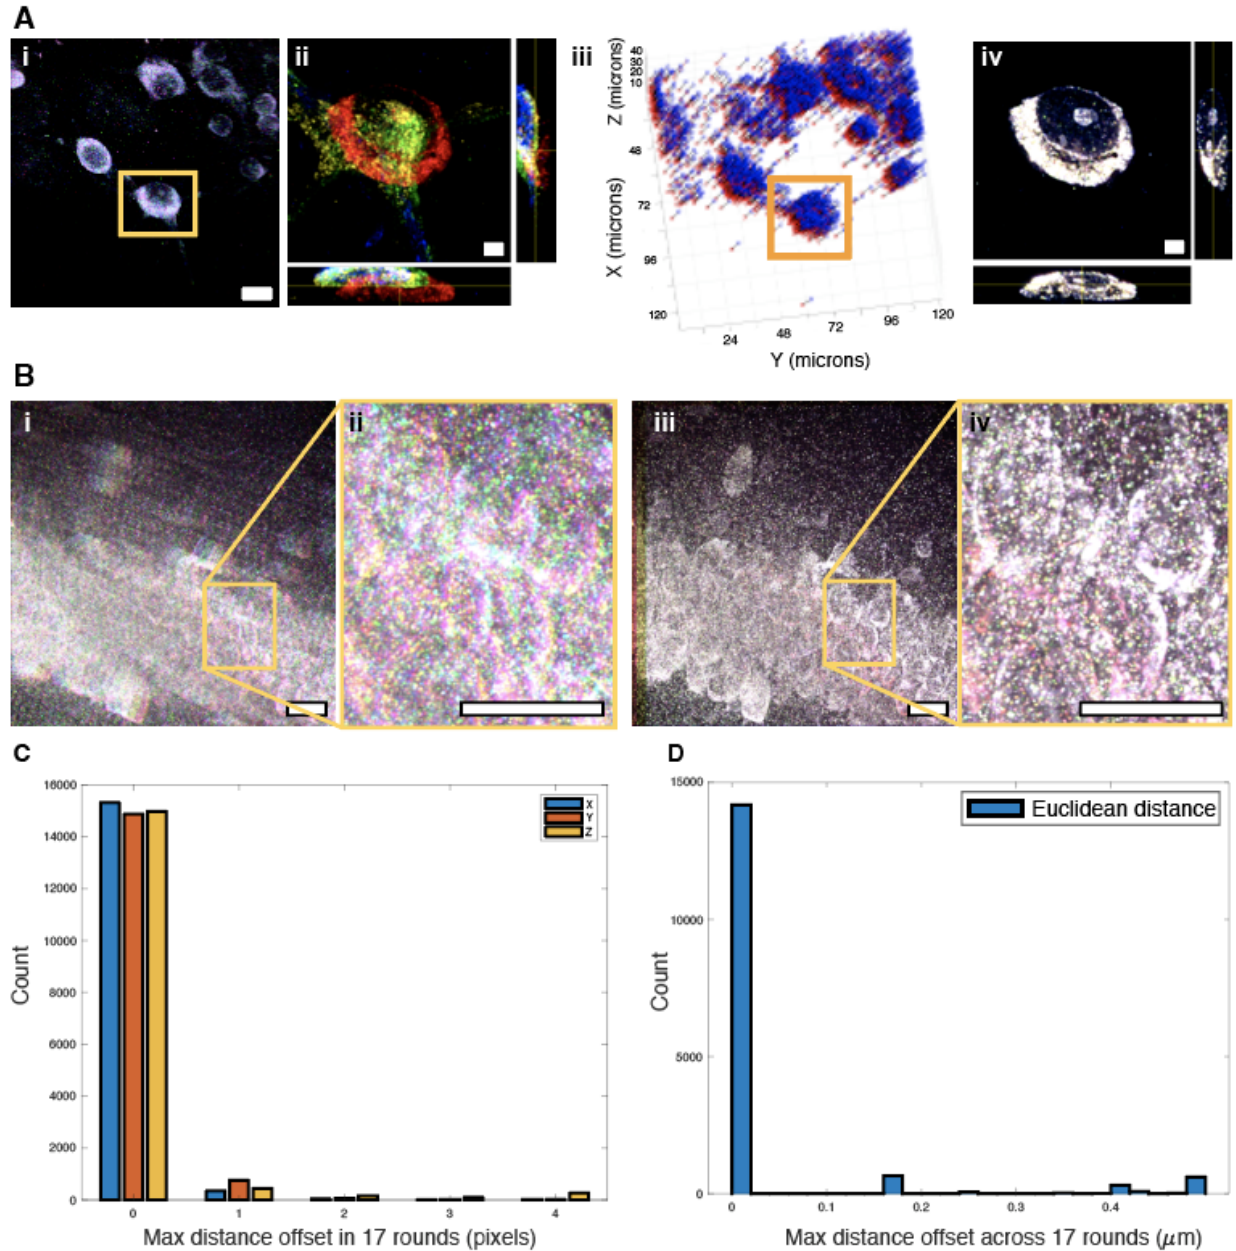 A
i
ii
iii
iv
Z (microns)
40
30
20
10
48
72
96
120
X (microns)
24
48
72
96
120
Y (microns)
B
i
ii
iii
iv
C
D
16000
14000
12000
10000
8000
6000
4000
2000
0
Count
X
Y
Z
0 1 2 3 4
Max distance offset in 17 rounds (pixels)
15000
10000
5000
0
Count
Euclidean distance
0 0.1 0.2 0.3 0.4
Max distance offset across 17 rounds (μm)